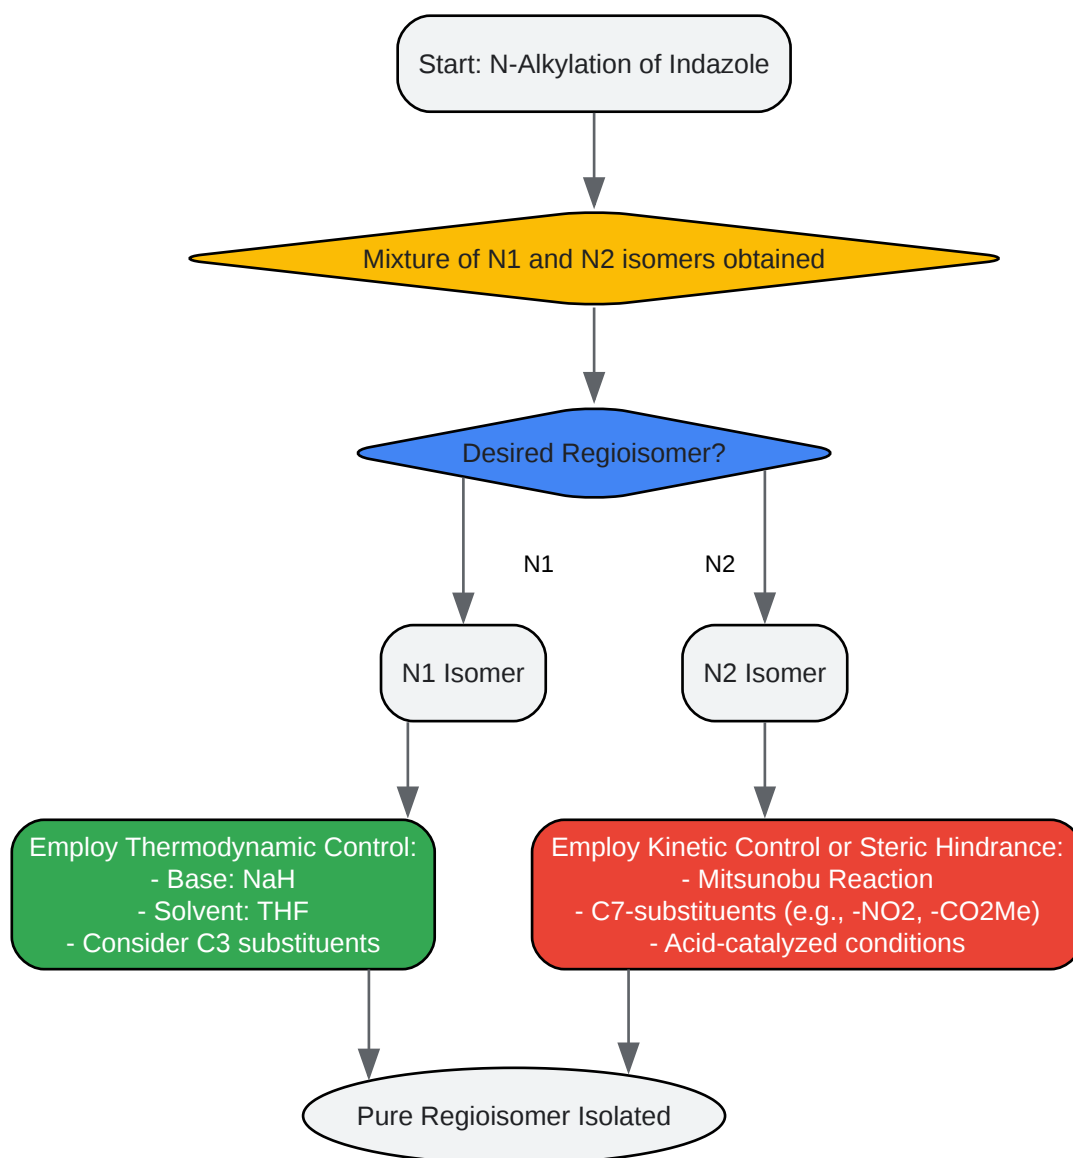 Start: N-Alkylation of Indazole
Mixture of N1 and N2 isomers obtained
Desired Regioisomer?
N1
N2
N1 Isomer
N2 Isomer
Employ Thermodynamic Control:
- Base: NaH
- Solvent: THF
- Consider C3 substituents
Employ Kinetic Control or Steric Hindrance:
- Mitsunobu Reaction
- C7-substituents (e.g., -NO2, -CO2Me)
- Acid-catalyzed conditions
Pure Regioisomer Isolated